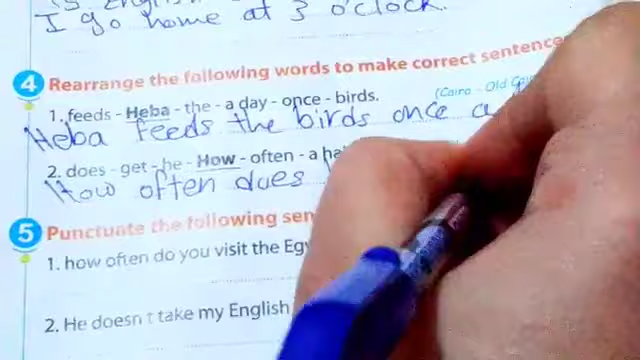 I go home at 3 o'clock.
4 Rearrange the following words to make correct sentence
1. feeds - Heba - the - a day - once - birds.
(Cairo - Old Cairo
Heba feeds the birds once a
2. does - get - he - How - often - a
How often does
5 Punctuate the following sen
1. how often do you visit the Egy
2. He doesn t take my English